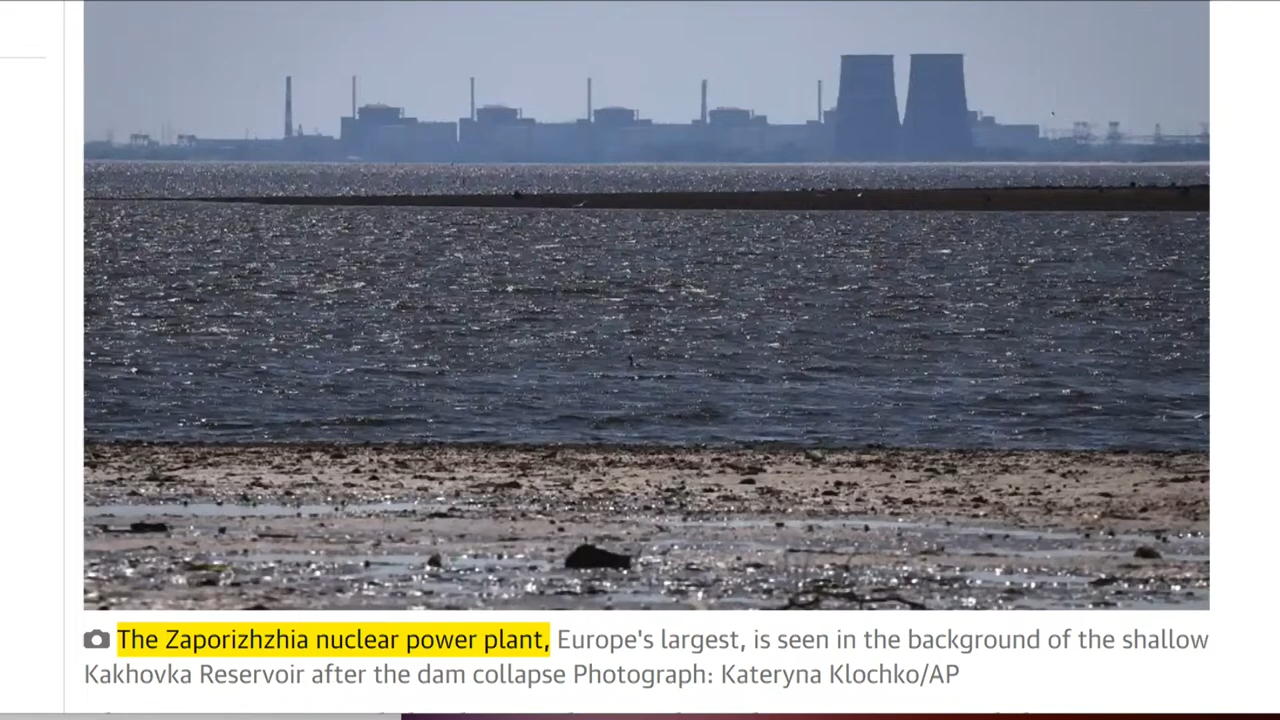 The Zaporizhzhia nuclear power plant, Europe's largest, is seen in the background of the shallow
Kakhovka Reservoir after the dam collapse Photograph: Kateryna Klochko/AP